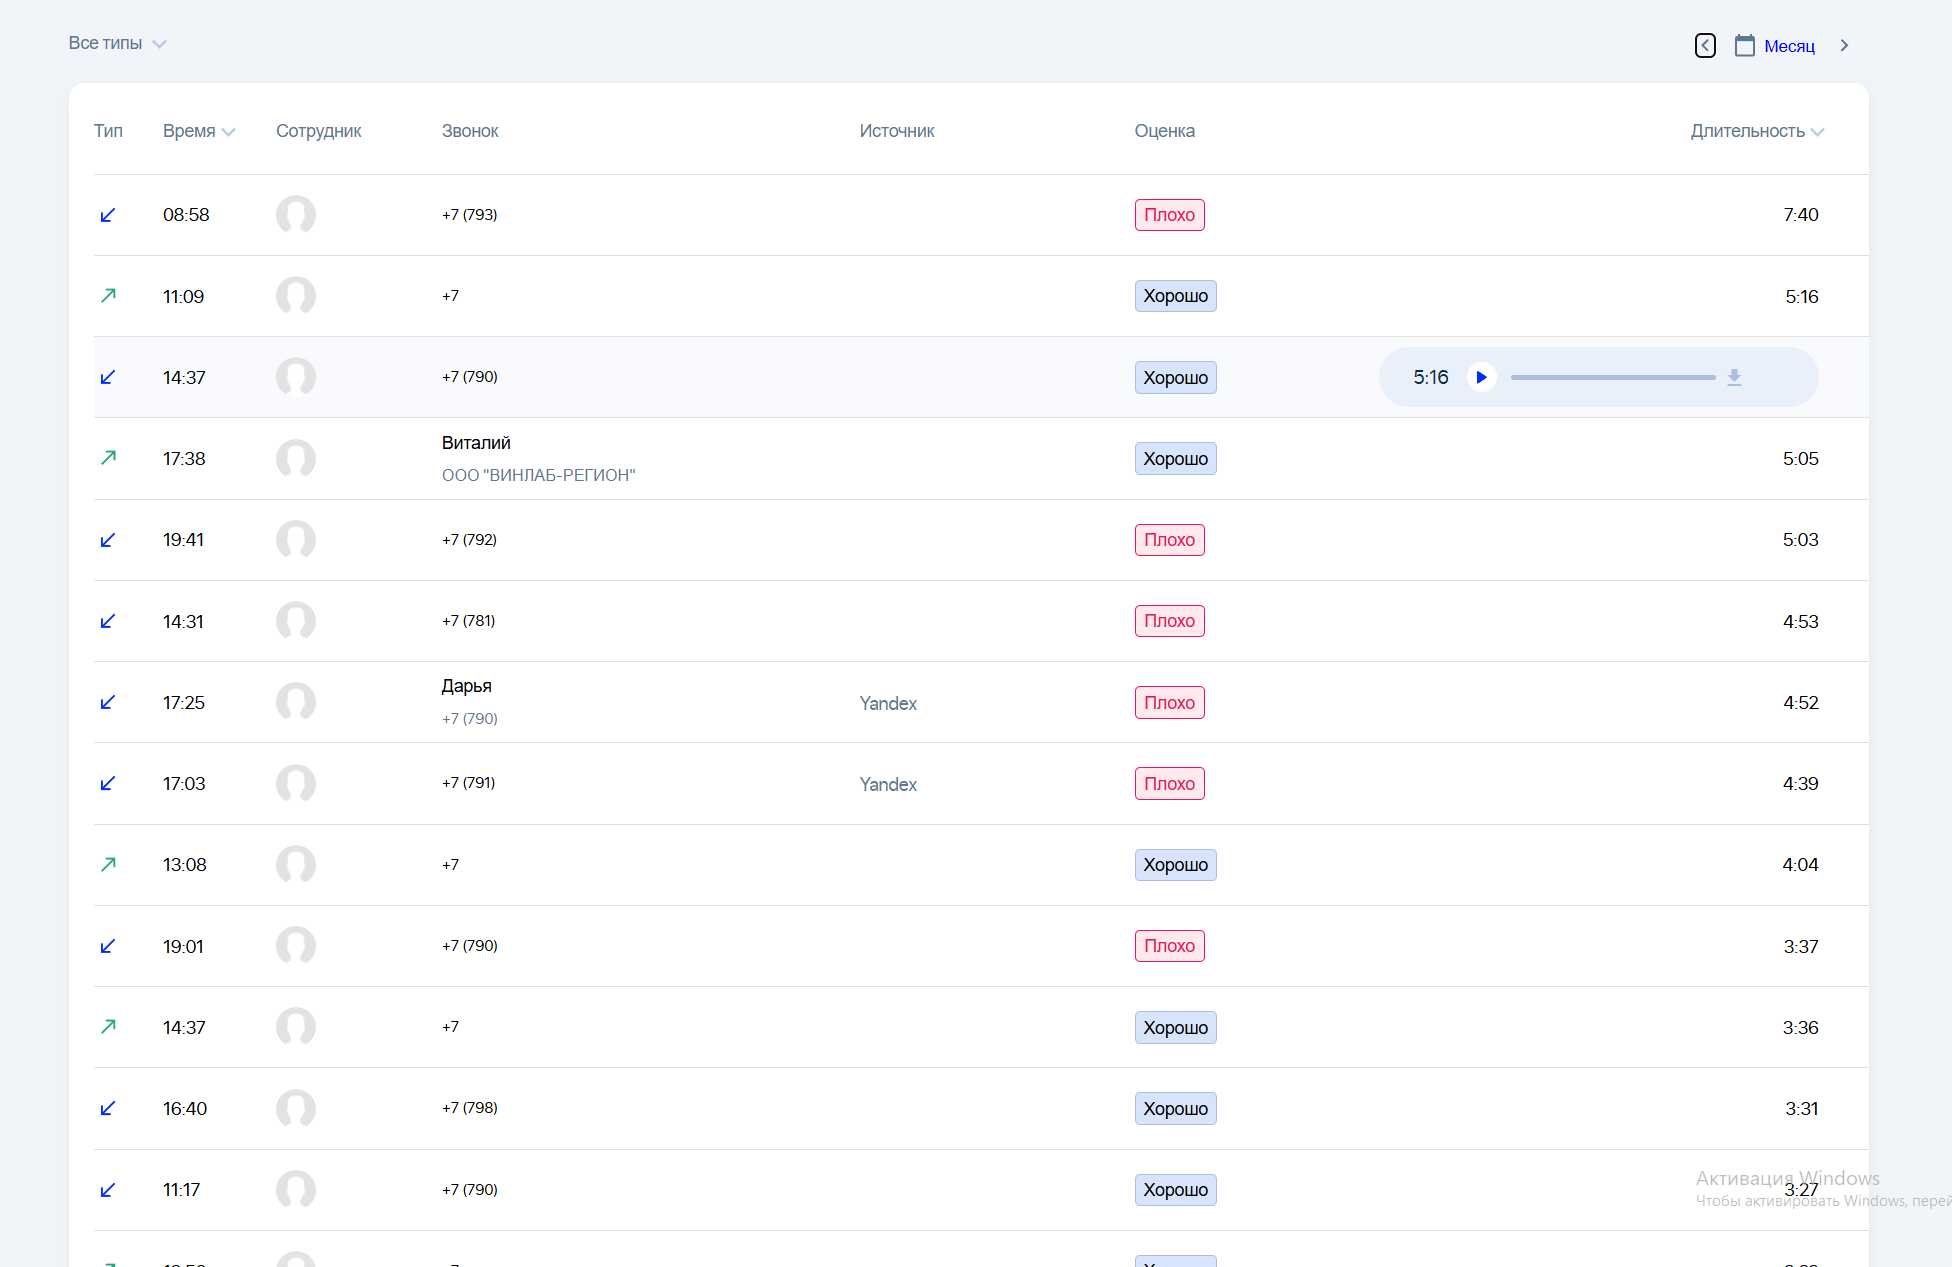 Все типы
Месяц
Тип Время Сотрудник Звонок Источник Оценка Длительность
08:58 +7 (793) Плохо 7:40
11:09 +7 Хорошо 5:16
14:37 +7 (790) Хорошо 5:16
Виталий
17:38 Хорошо 5:05
ООО "ВИНЛАБ-РЕГИОН"
19:41 +7 (792) Плохо 5:03
14:31 +7 (781) Плохо 4:53
Дарья
17:25 Yandex Плохо 4:52
+7 (790)
17:03 +7 (791) Yandex Плохо 4:39
13:08 +7 Хорошо 4:04
19:01 +7 (790) Плохо 3:37
14:37 +7 Хорошо 3:36
16:40 +7 (798) Хорошо 3:31
Активация Windows
11:17 +7 (790) Хорошо 3:27
Чтобы активировать Windows, перей